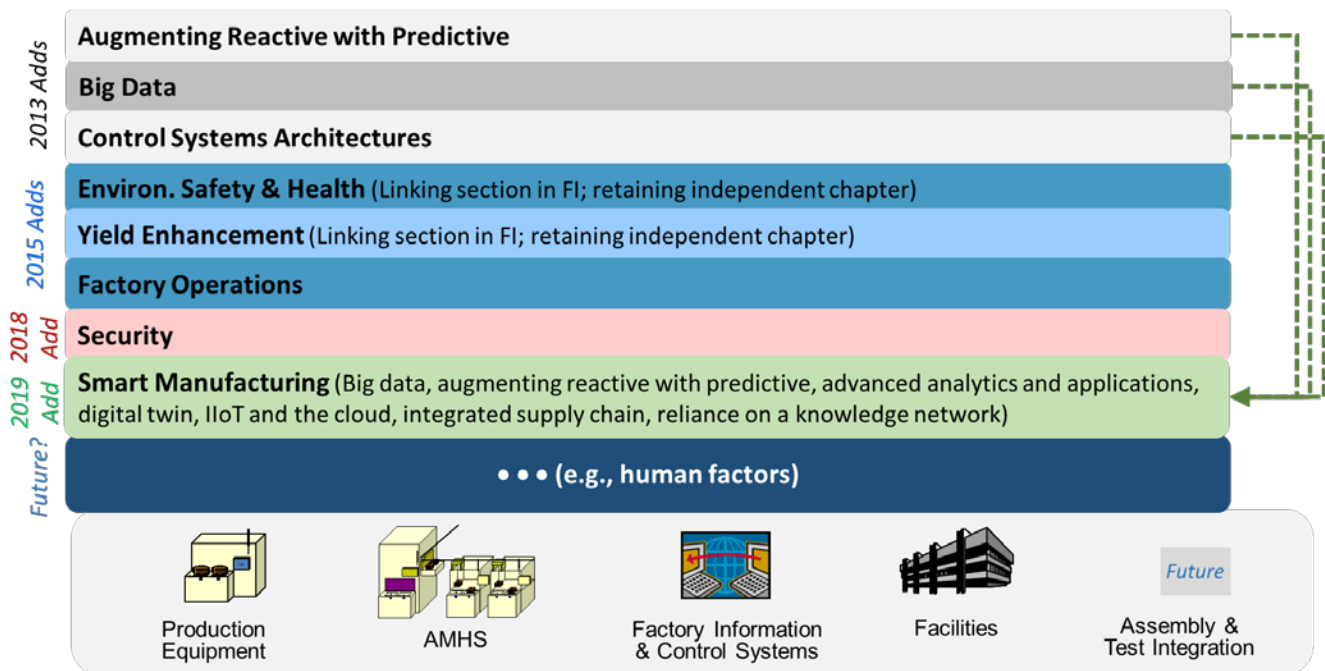 2013 Adds
Augmenting Reactive with Predictive
Big Data
Control Systems Architectures
2015 Adds
Environ. Safety & Health (Linking section in FI; retaining independent chapter)
Yield Enhancement (Linking section in FI; retaining independent chapter)
Factory Operations
2018
Add
Security
2019
Add
Smart Manufacturing (Big data, augmenting reactive with predictive, advanced analytics and applications,
digital twin, IIoT and the cloud, integrated supply chain, reliance on a knowledge network)
Future?
• • • (e.g., human factors)
Production
Equipment
AMHS
Factory Information
& Control Systems
Facilities
Future
Assembly &
Test Integration